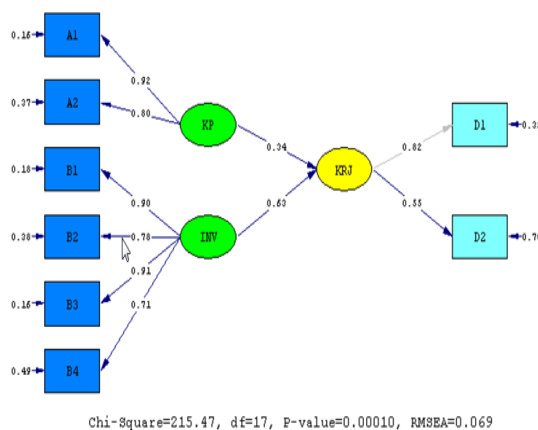 0.16 A1
0.92
0.37 A2
0.80
KP
0.34
0.18 B1
0.90
0.38 B2
0.78
INV
0.60
KRJ
0.82
D1
0.55
D2
0.16 B3
0.91
0.49 B4
0.71
Chi-Square=215.47, df=17, P-value=0.00010, RMSEA=0.069